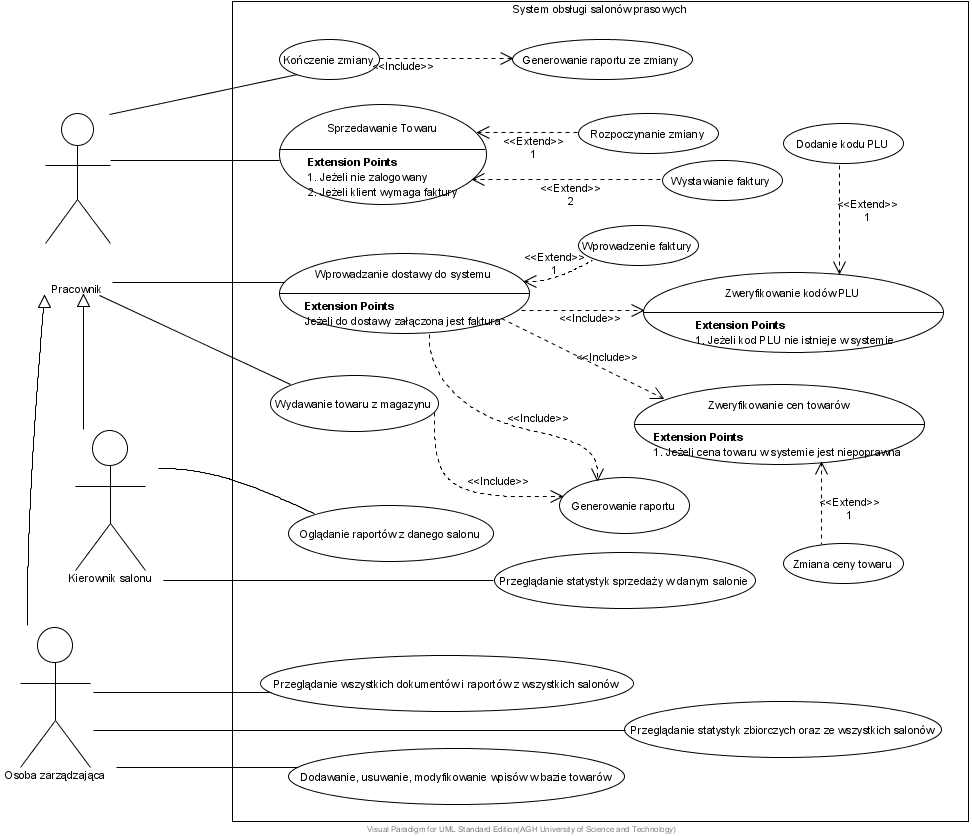 System obsługi salonów prasowych
Kończenie zmiany
<<Include>>
Generowanie raportu ze zmiany
Sprzedawanie Towaru
Extension Points
1. Jeżeli nie zalogowany
2. Jeżeli klient wymaga faktury
<<Extend>>
1
Rozpoczynanie zmiany
<<Extend>>
2
Wystawianie faktury
Dodanie kodu PLU
<<Extend>>
1
Pracownik
Wprowadzanie dostawy do systemu
Extension Points
Jeżeli do dostawy załączona jest faktura
<<Extend>>
1
Wprowadzenie faktury
<<Include>>
Zweryfikowanie kodów PLU
Extension Points
1. Jeżeli kod PLU nie istnieje w systemie
<<Include>>
Zweryfikowanie cen towarów
Extension Points
1. Jeżeli cena towaru w systemie jest niepoprawna
Wydawanie towaru z magazynu
<<Include>>
<<Include>>
Generowanie raportu
<<Extend>>
1
Zmiana ceny towaru
Oglądanie raportów z danego salonu
Kierownik salonu
Przeglądanie statystyk sprzedaży w danym salonie
Przeglądanie wszystkich dokumentów i raportów z wszystkich salonów
Przeglądanie statystyk zbiorczych oraz ze wszystkich salonów
Osoba zarządzająca
Dodawanie, usuwanie, modyfikowanie wpisów w bazie towarów
Visual Paradigm for UML Standard Edition(AGH University of Science and Technology)